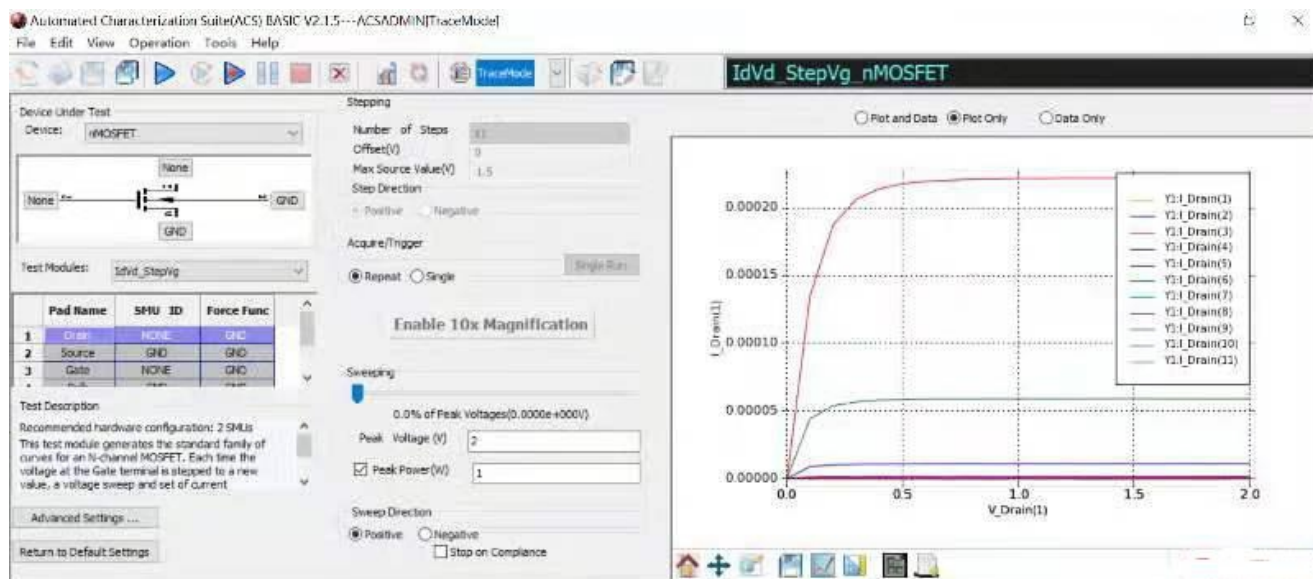 Automated Characterization Suite(ACS) BASIC V2.1.5---ACSADMIN[TraceMode]
File Edit View Operation Tools Help
TraceMode
IdVd_StepVg_nMOSFET
Device Under Test
Device: nMOSFET
None
None
GND
GND
Test Modules: IdVd_StepVg
Pad Name SMU ID Force Func
1 Drain NONE GND
2 Source GND GND
3 Gate NONE GND
Test Description
Recommended hardware configuration: 2 SMUs
This test module generates the standard family of
curves for an N-channel MOSFET. Each time the
voltage at the Gate terminal is stepped to a new
value, a voltage sweep and set of current
Advanced Settings ...
Return to Default Settings
Stepping
Number of Steps 11
Offset(V) 0
Max Source Value(V) 1.5
Step Direction
Positive Negative
Acquire/Trigger
Repeat Single
Single Run
Enable 10x Magnification
Sweeping
0.0% of Peak Voltages(0.0000e+000V)
Peak Voltage (V) 2
Peak Power(W) 1
Sweep Direction
Positive Negative
Stop on Compliance
Plot and Data Plot Only Data Only
0.00020
0.00015
0.00010
0.00005
0.00000
I_Drain(1)
0.0 0.5 1.0 1.5 2.0
V_Drain(1)
Y1:I_Drain(1)
Y1:I_Drain(2)
Y1:I_Drain(3)
Y1:I_Drain(4)
Y1:I_Drain(5)
Y1:I_Drain(6)
Y1:I_Drain(7)
Y1:I_Drain(8)
Y1:I_Drain(9)
Y1:I_Drain(10)
Y1:I_Drain(11)